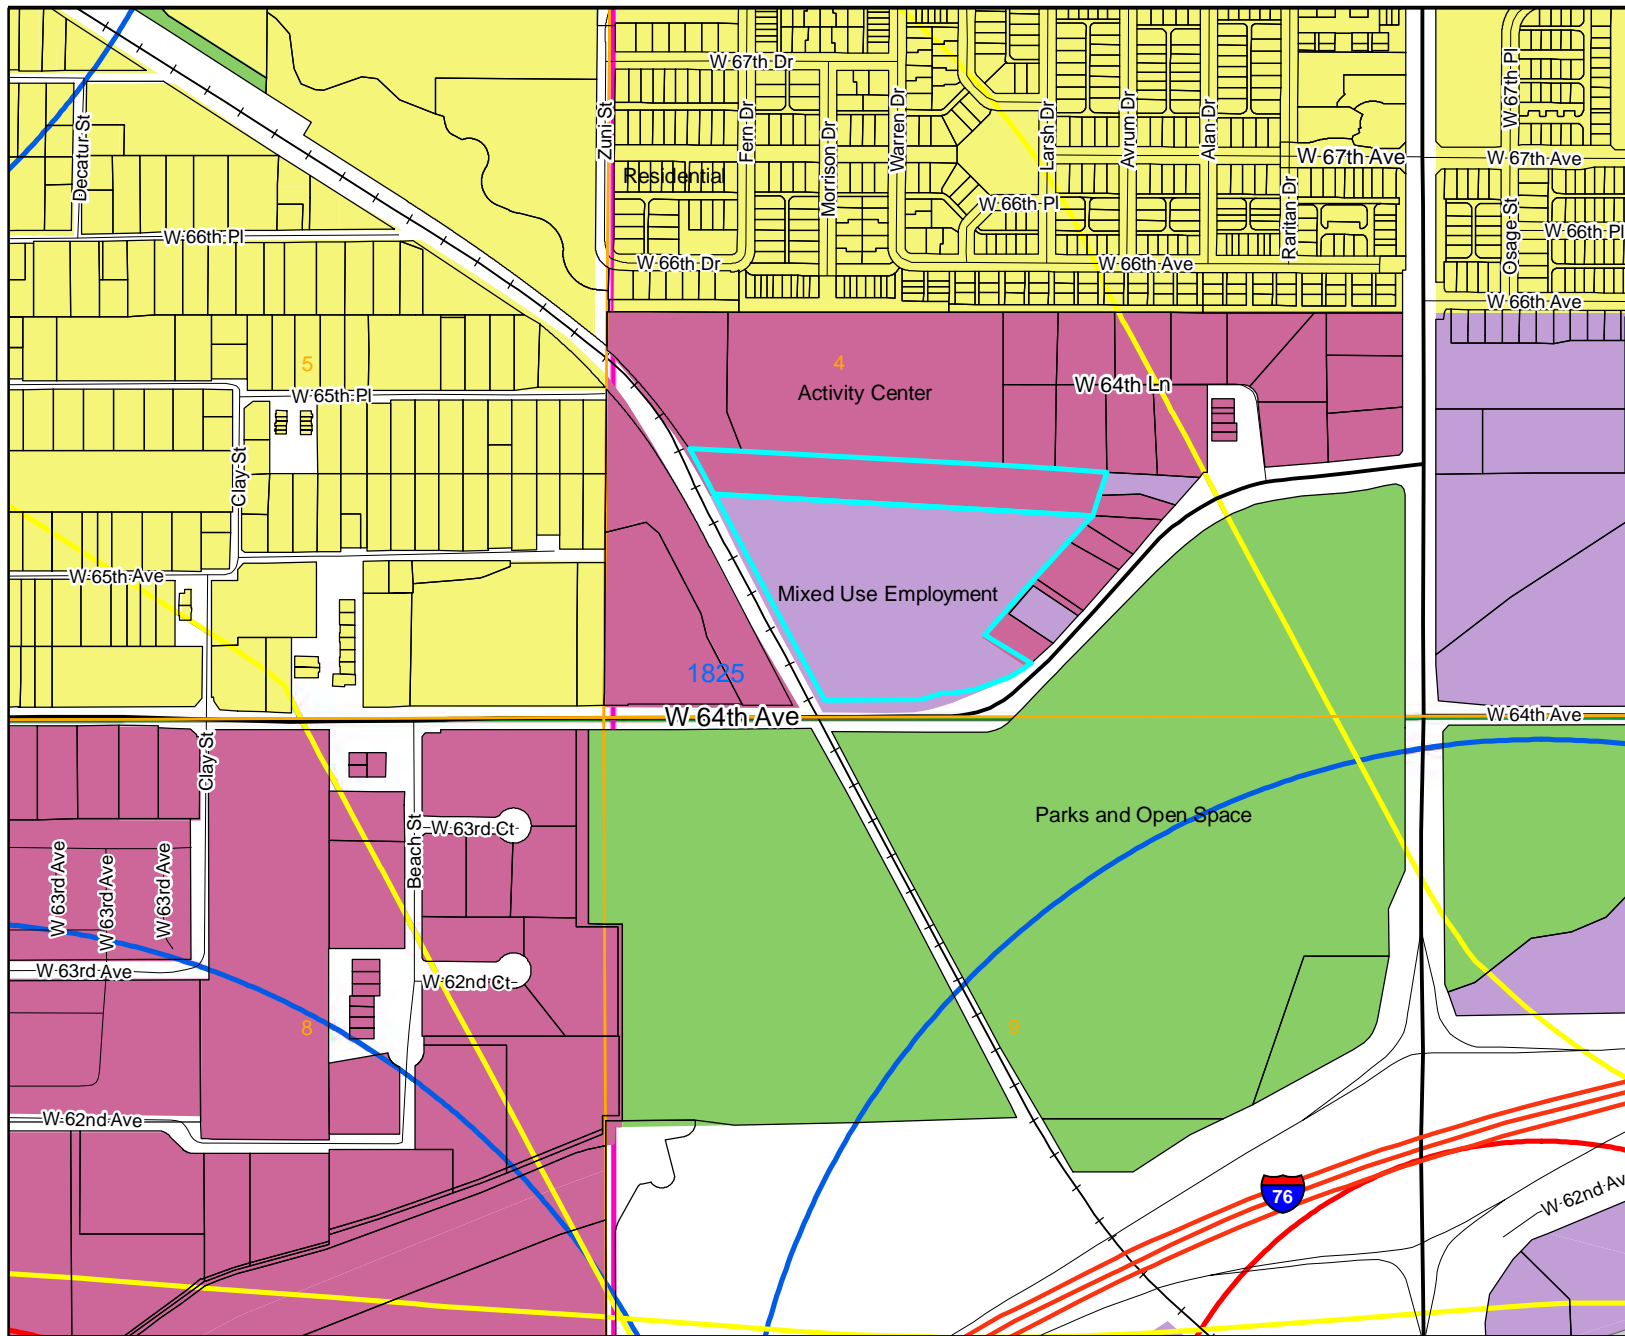 W 67th Dr
Zuni St
Decatur St
Fern Dr
Morrison Dr
Warren Dr
Larsh Dr
Avrum Dr
Alan Dr
W 67th Pl
W 67th Ave
W 67th Ave
Residential
W 66th Pl
Raritan Dr
Osage St
W 66th Pl
W 66th Pl
W 66th Dr
W 66th Ave
W 66th Ave
5
4
Activity Center
W 64th Ln
W 65th Pl
Clay St
W 65th Ave
Mixed Use Employment
1825
W 64th Ave
W 64th Ave
Clay St
Beach St
W 63rd Ct
Parks and Open Space
W 63rd Ave
W 63rd Ave
W 63rd Ave
W 63rd Ave
W 62nd Ct
8
9
W 62nd Ave
76
W 62nd Av